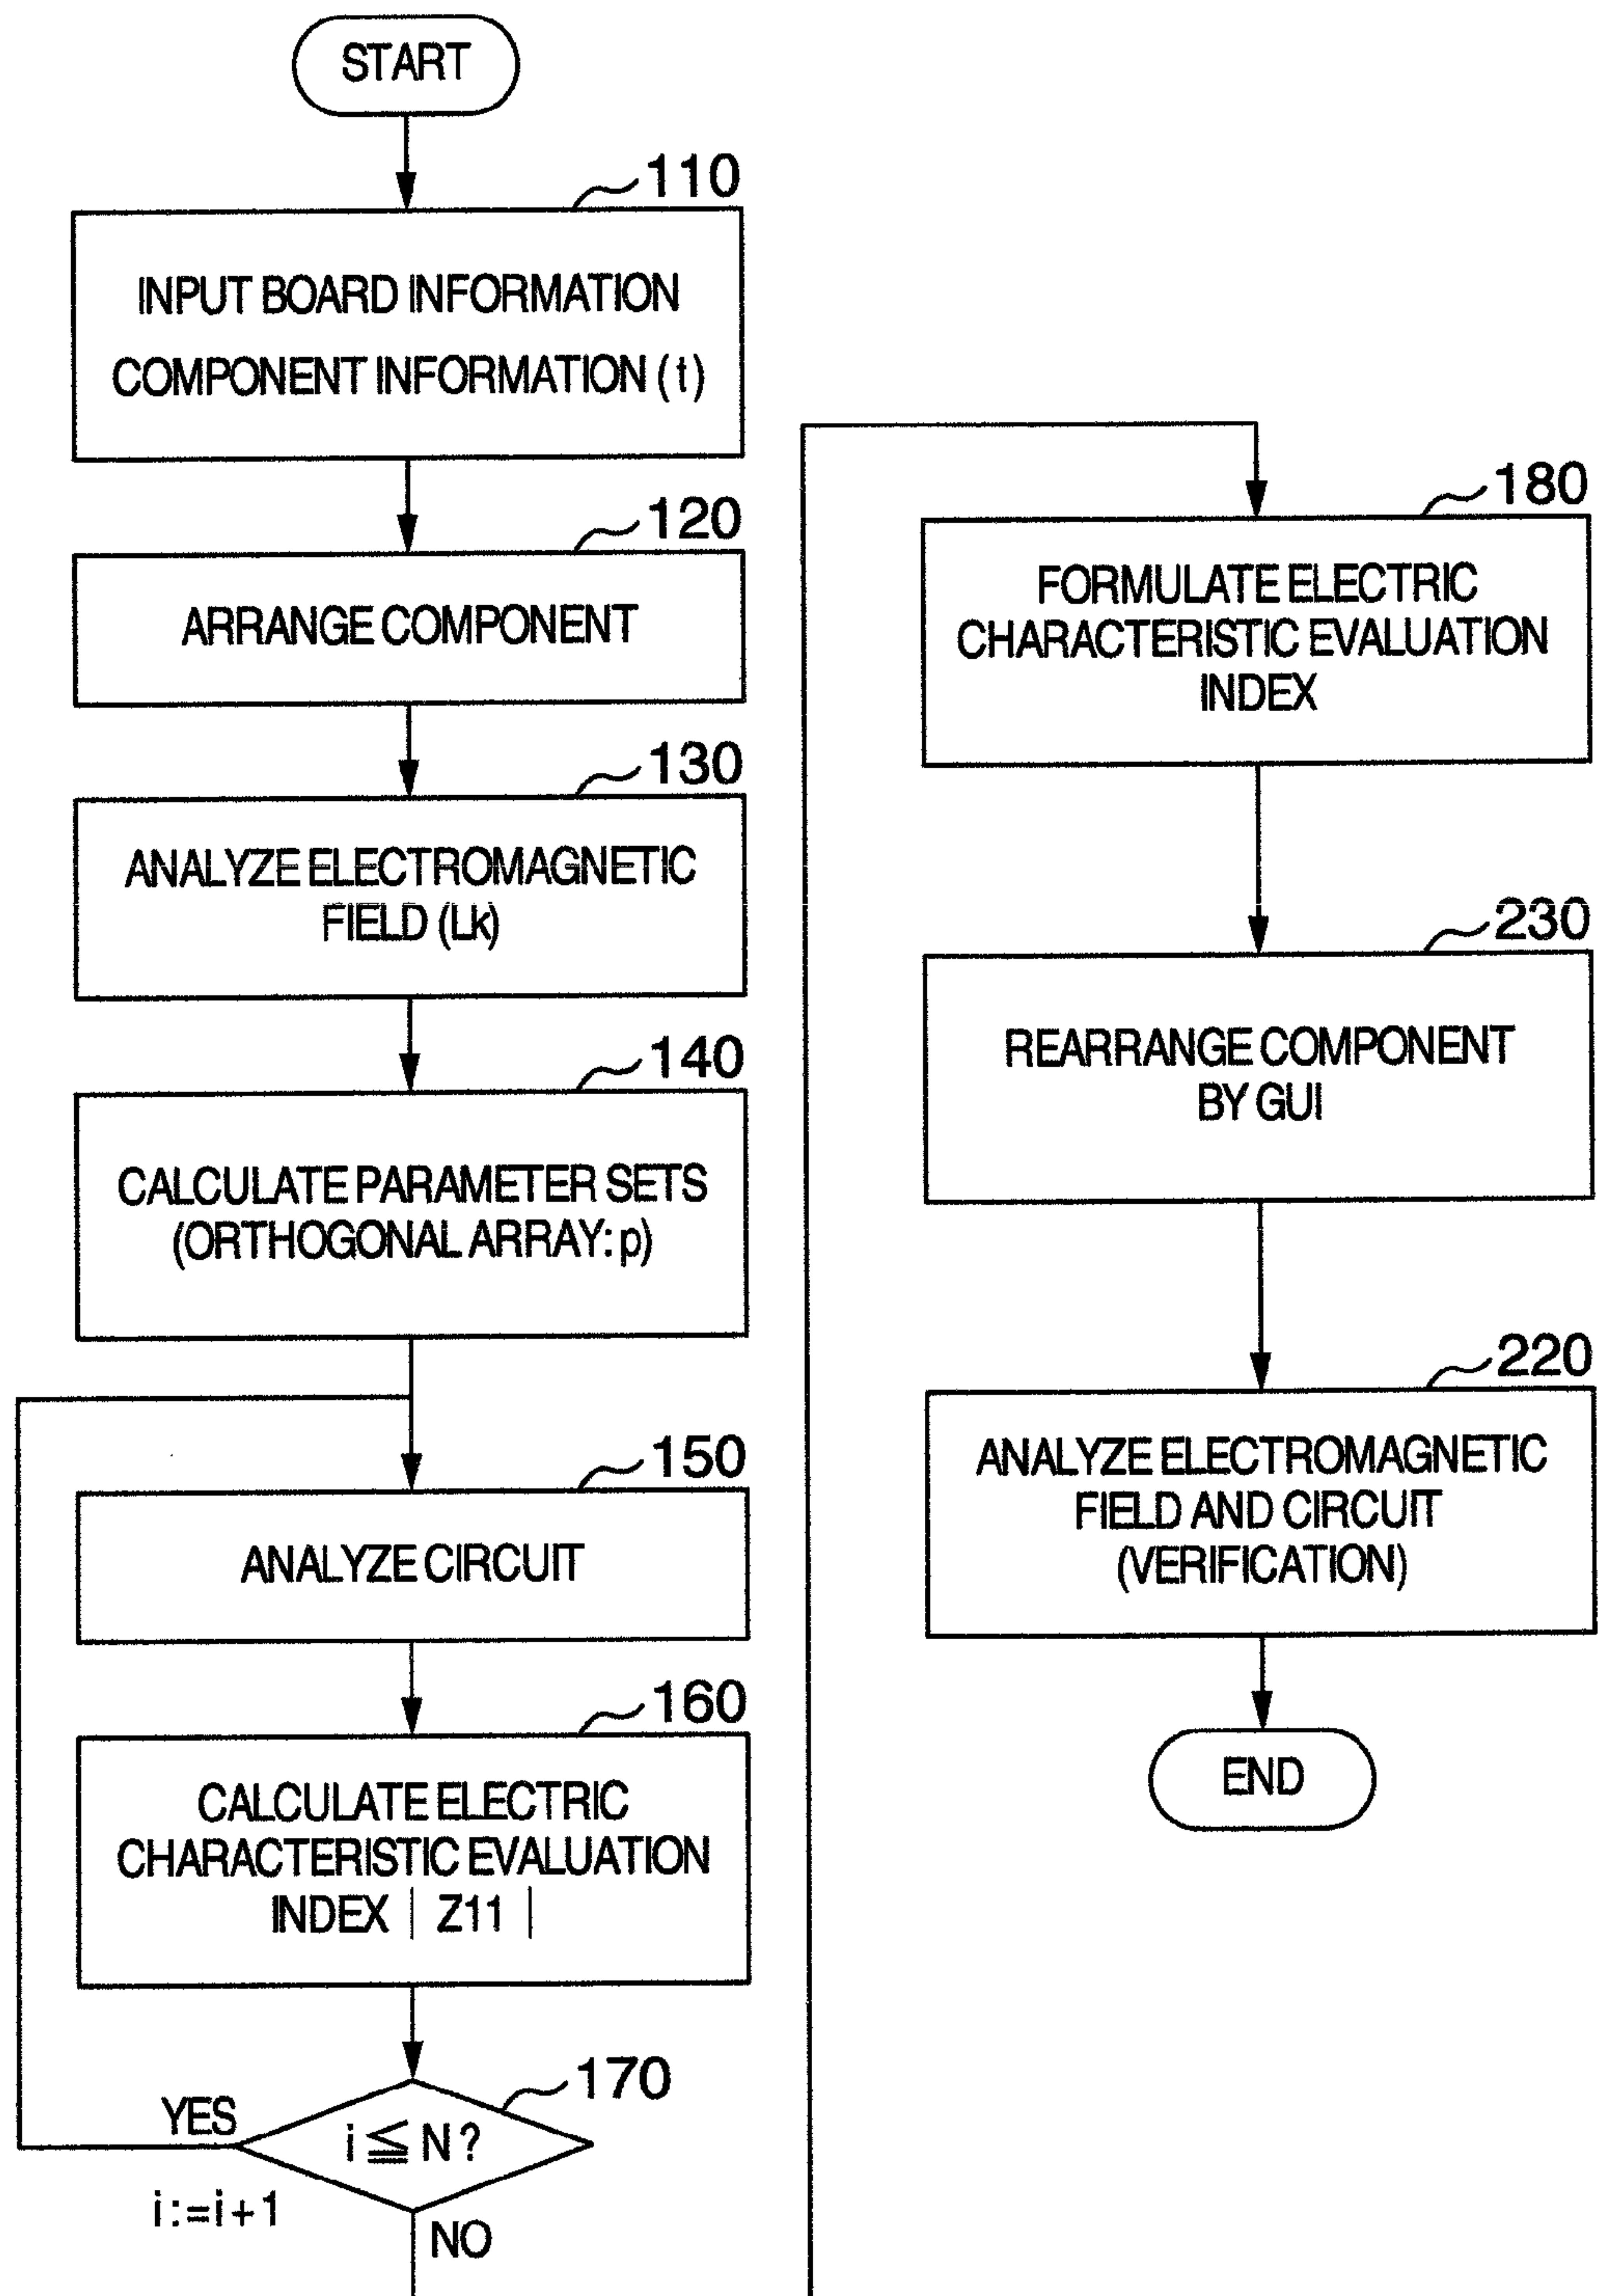 START
110
INPUT BOARD INFORMATION
COMPONENT INFORMATION (t)
120
ARRANGE COMPONENT
130
ANALYZE ELECTROMAGNETIC
FIELD (Lk)
140
CALCULATE PARAMETER SETS
(ORTHOGONAL ARRAY: p)
150
ANALYZE CIRCUIT
160
CALCULATE ELECTRIC
CHARACTERISTIC EVALUATION
INDEX | Z11 |
170
i ≦ N ?
YES
i := i + 1
NO
180
FORMULATE ELECTRIC
CHARACTERISTIC EVALUATION
INDEX
230
REARRANGE COMPONENT
BY GUI
220
ANALYZE ELECTROMAGNETIC
FIELD AND CIRCUIT
(VERIFICATION)
END